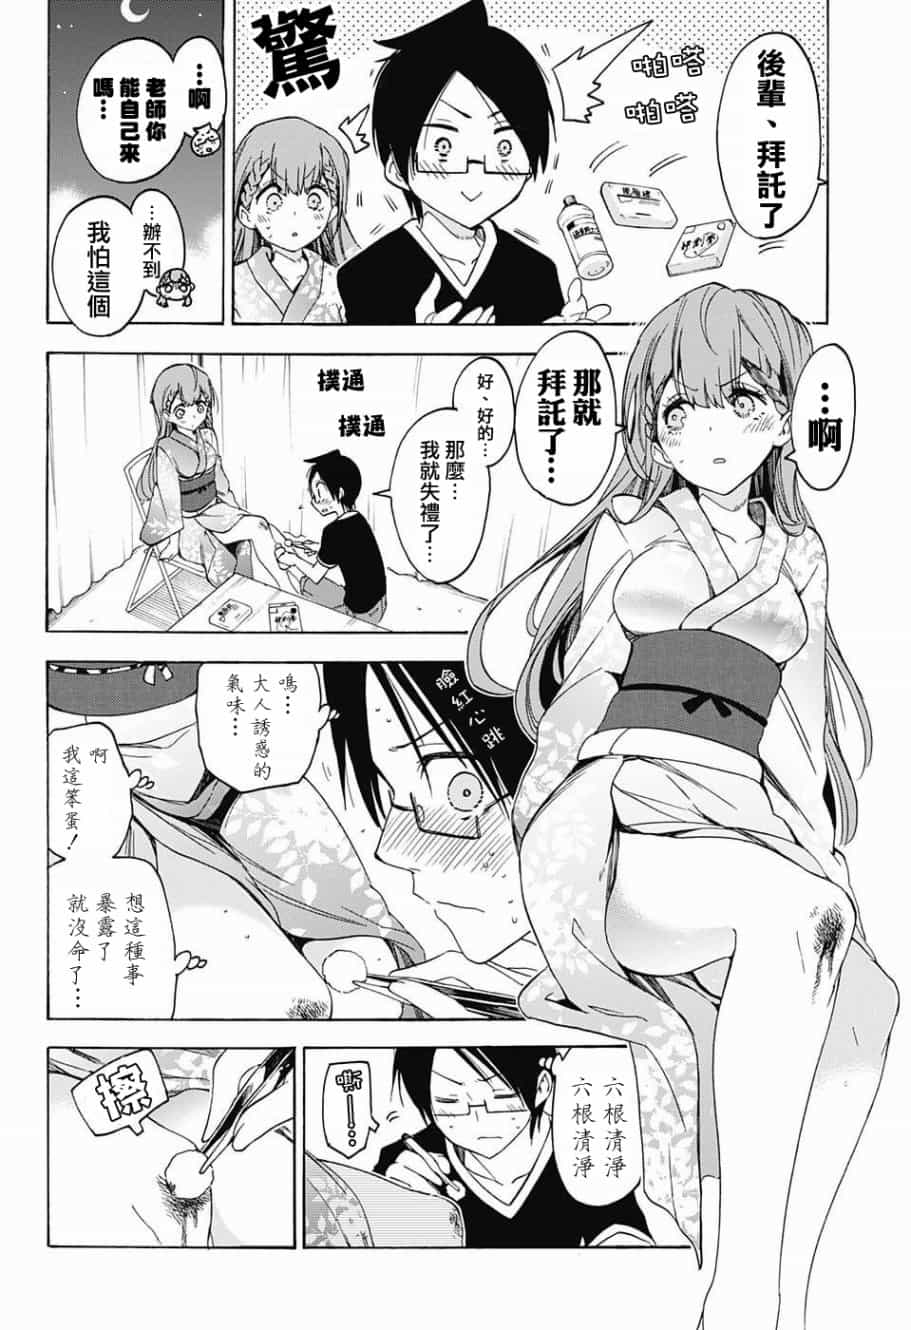 後輩、拜託了
啪嗒
啪嗒
驚
…啊
老師你
能自己來
嗎…
…辦不到
我怕這個
…啊
那就
拜託了…
好、好的…
那麼…
我就失禮了…
撲通
撲通
臉紅心跳
嗚…
大人誘惑的
氣味…
啊
我這笨蛋!
想這種事
暴露了
就沒命了…
六根清淨
六根清淨
嘶—…
擦